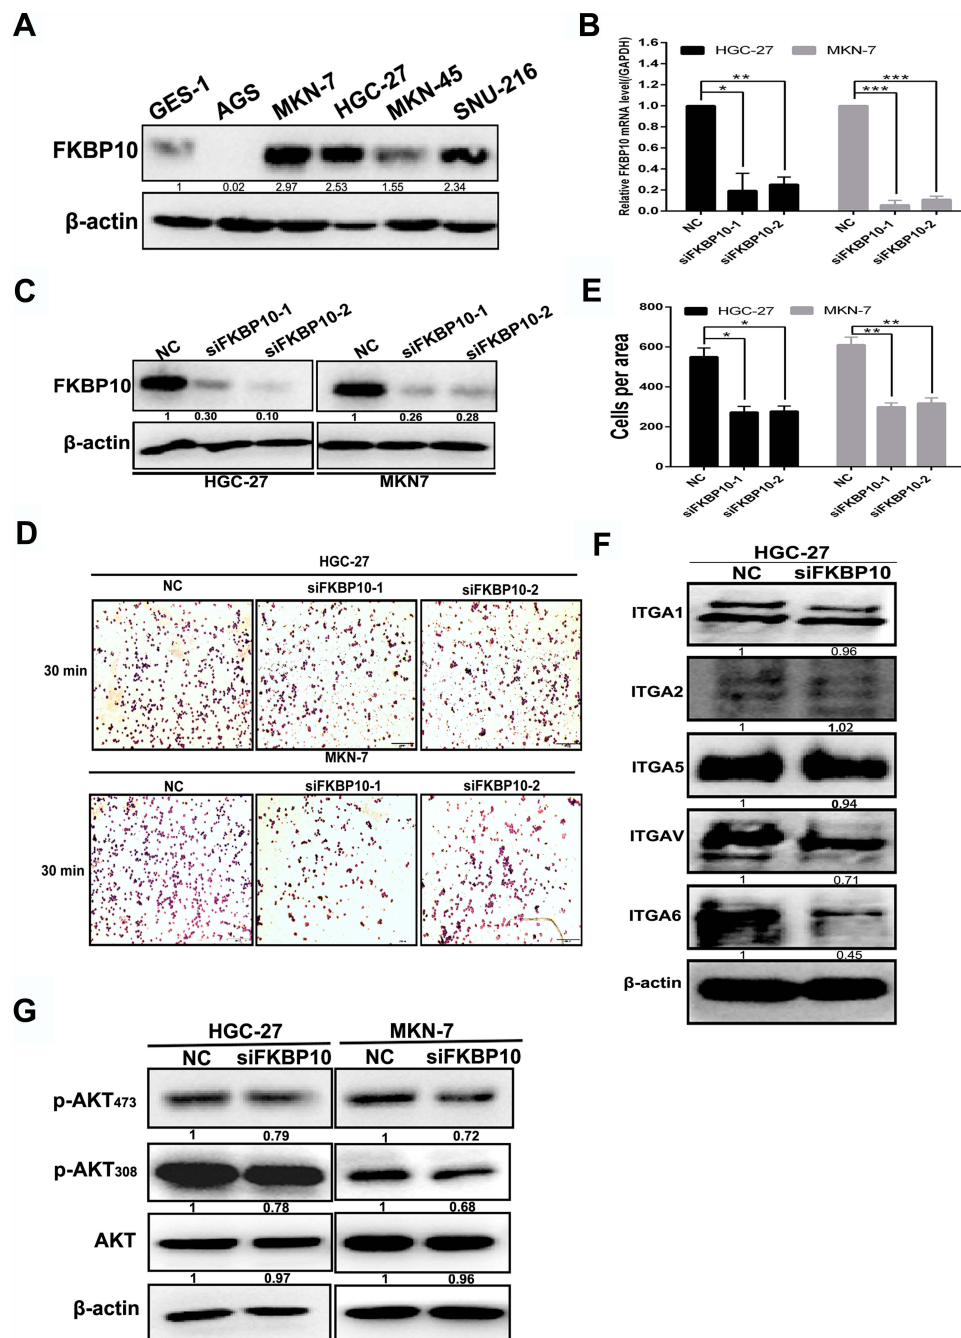 A
GES-1 AGS MKN-7 HGC-27 MKN-45 SNU-216
FKBP10
1 0.02 2.97 2.53 1.55 2.34
β-actin
B
HGC-27 MKN-7
Relative FKBP10 mRNA level(/GAPDH)
1.6
1.4
1.2
1.0
0.8
0.6
0.4
0.2
0.0
* ** *** ***
NC siFKBP10-1 siFKBP10-2 NC siFKBP10-1 siFKBP10-2
C
NC siFKBP10-1 siFKBP10-2 NC siFKBP10-1 siFKBP10-2
FKBP10
1 0.30 0.10 1 0.26 0.28
β-actin
HGC-27 MKN7
E
HGC-27 MKN-7
Cells per area
800
600
400
200
0
* * ** **
NC siFKBP10-1 siFKBP10-2 NC siFKBP10-1 siFKBP10-2
D
HGC-27
NC siFKBP10-1 siFKBP10-2
30 min
MKN-7
NC siFKBP10-1 siFKBP10-2
30 min
F
HGC-27
NC siFKBP10
ITGA1
1 0.96
ITGA2
1 1.02
ITGA5
1 0.94
ITGAV
1 0.71
ITGA6
1 0.45
β-actin
G
HGC-27 MKN-7
NC siFKBP10 NC siFKBP10
p-AKT473
1 0.79 1 0.72
p-AKT308
1 0.78 1 0.68
AKT
1 0.97 1 0.96
β-actin